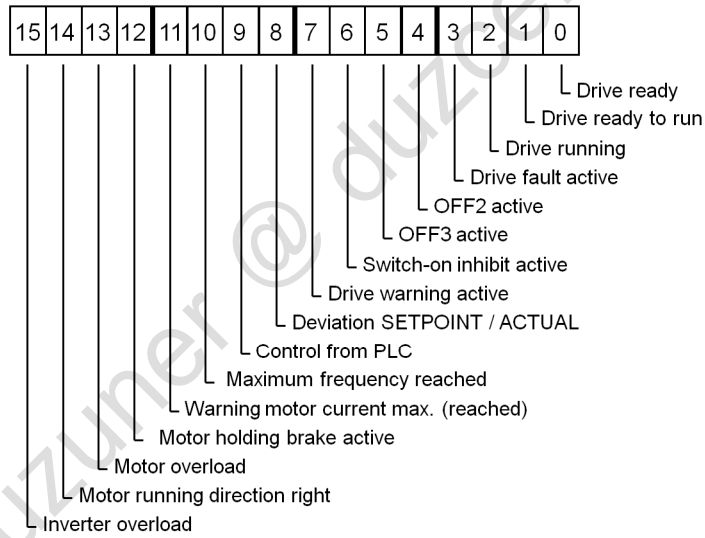 15 14 13 12 11 10 9 8 7 6 5 4 3 2 1 0
Drive ready
Drive ready to run
Drive running
Drive fault active
OFF2 active
OFF3 active
Switch-on inhibit active
Drive warning active
Deviation SETPOINT / ACTUAL
Control from PLC
Maximum frequency reached
Warning motor current max. (reached)
Motor holding brake active
Motor overload
Motor running direction right
Inverter overload